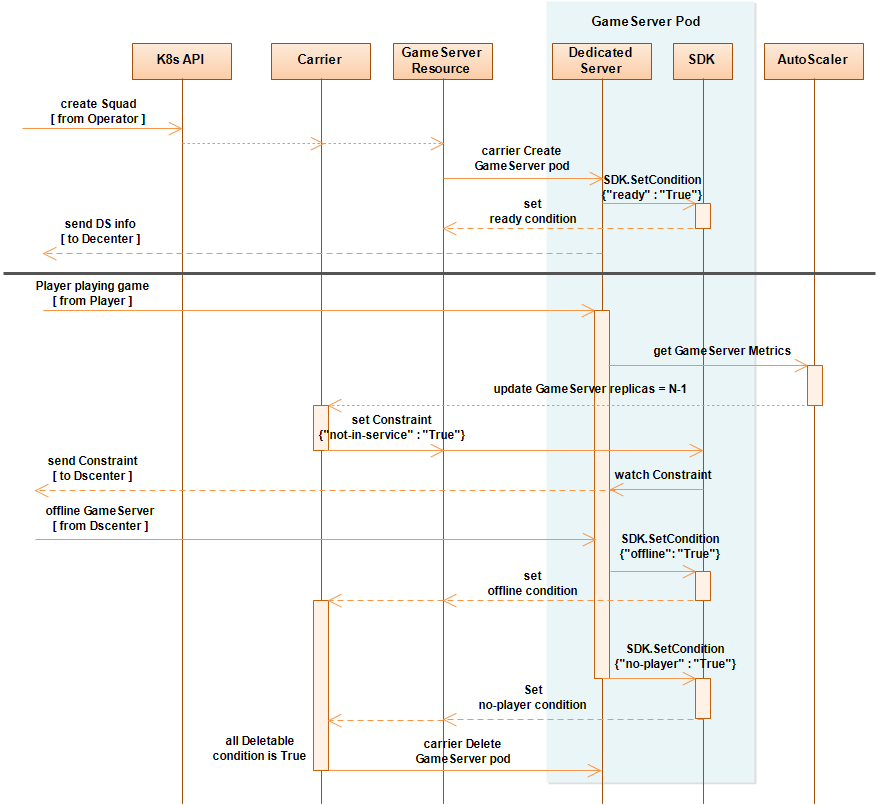 GameServer Pod
K8s API
Carrier
GameServer
Resource
Dedicated
Server
SDK
AutoScaler
create Squad
[ from Operator ]
carrier Create
GameServer pod
SDK.SetCondition
{"ready" : "True"}
set
ready condition
send DS info
[ to Decenter ]
Player playing game
[ from Player ]
get GameServer Metrics
update GameServer replicas = N-1
set Constraint
{"not-in-service" : "True"}
send Constraint
[ to Dscenter ]
watch Constraint
offline GameServer
[ from Dscenter ]
SDK.SetCondition
{"offline": "True"}
set
offline condition
SDK.SetCondition
{"no-player" : "True"}
Set
no-player condition
all Deletable
condition is True
carrier Delete
GameServer pod